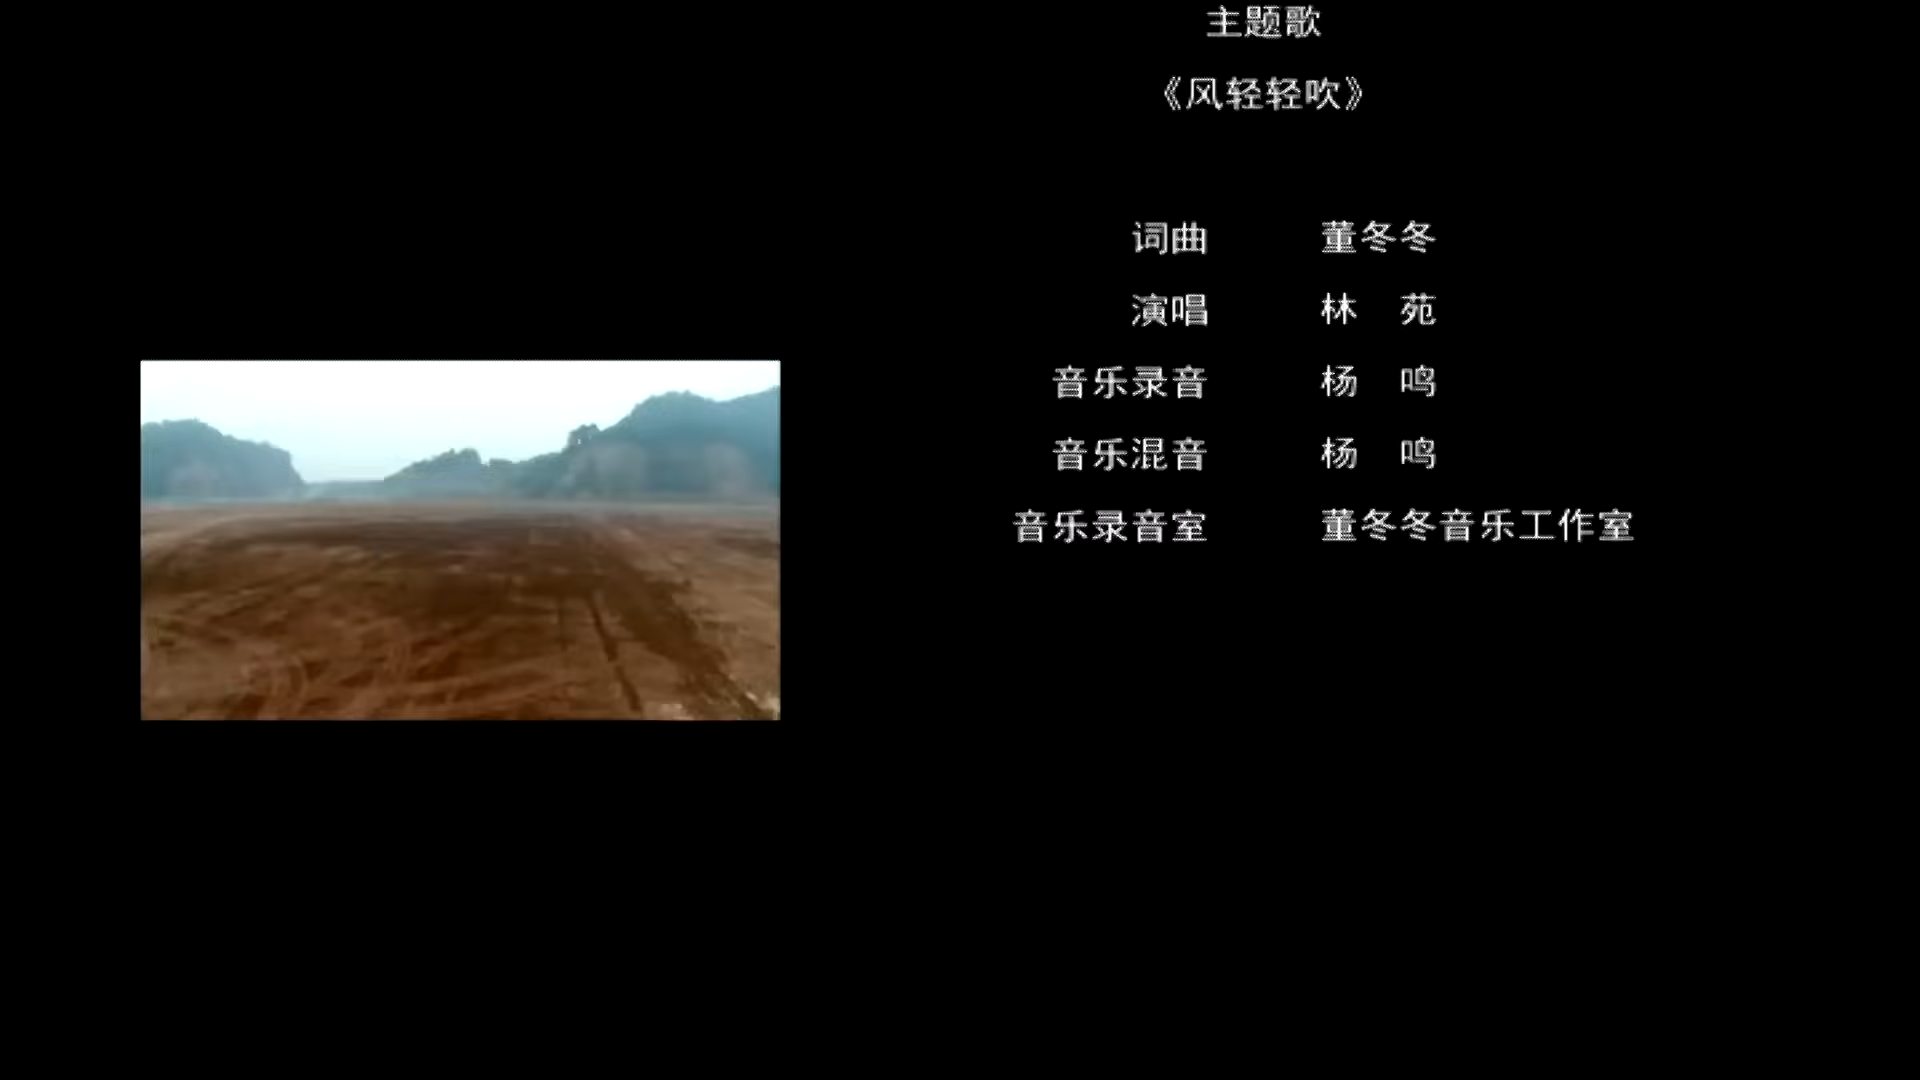 主题歌
《风轻轻吹》
词曲 董冬冬
演唱 林 苑
音乐录音 杨 鸣
音乐混音 杨 鸣
音乐录音室 董冬冬音乐工作室